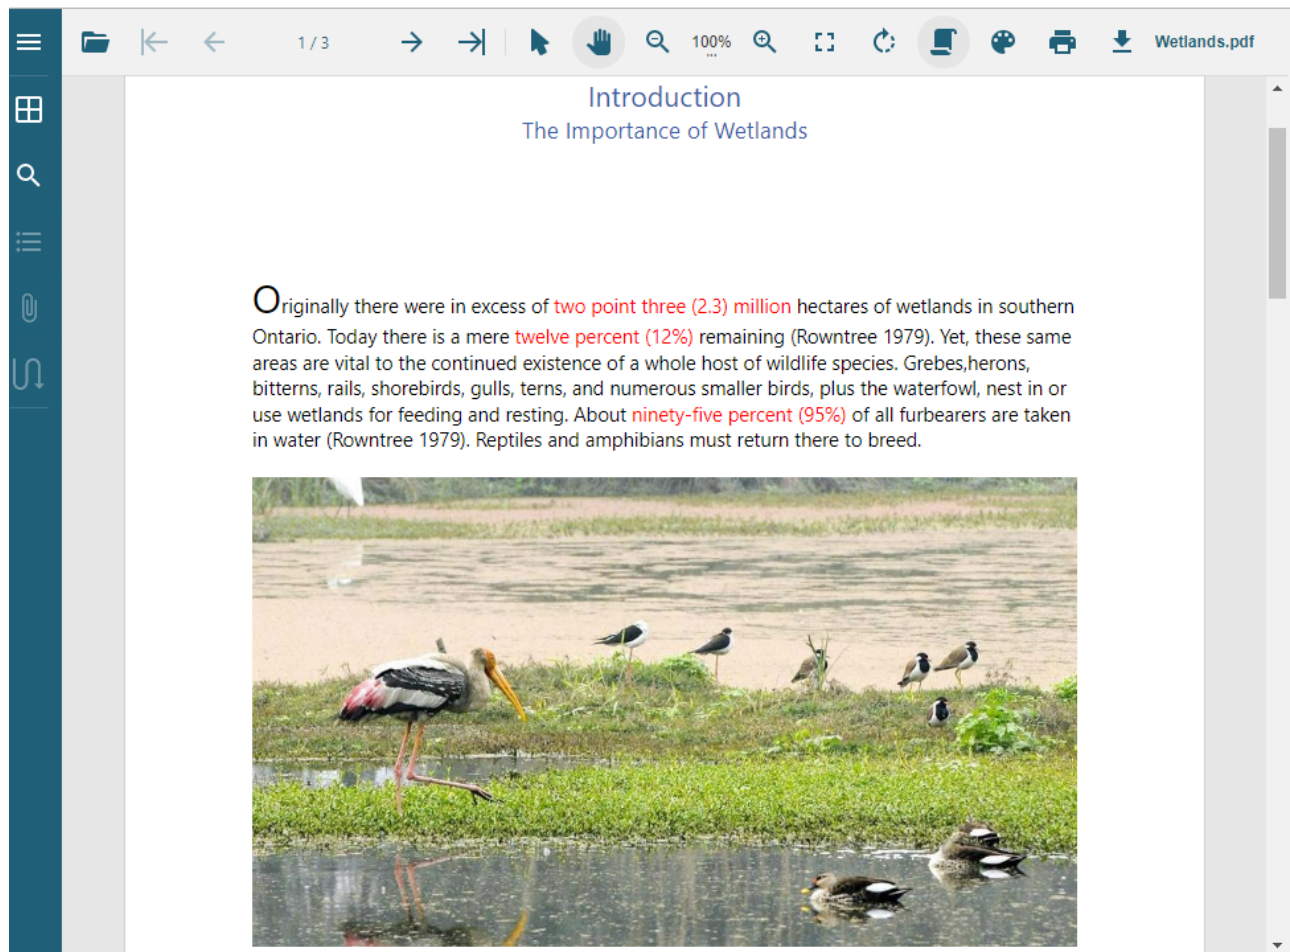 1 / 3
100%
...
Wetlands.pdf
Introduction
The Importance of Wetlands
Originally there were in excess of two point three (2.3) million hectares of wetlands in southern
Ontario. Today there is a mere twelve percent (12%) remaining (Rowntree 1979). Yet, these same
areas are vital to the continued existence of a whole host of wildlife species. Grebes,herons,
bitterns, rails, shorebirds, gulls, terns, and numerous smaller birds, plus the waterfowl, nest in or
use wetlands for feeding and resting. About ninety-five percent (95%) of all furbearers are taken
in water (Rowntree 1979). Reptiles and amphibians must return there to breed.